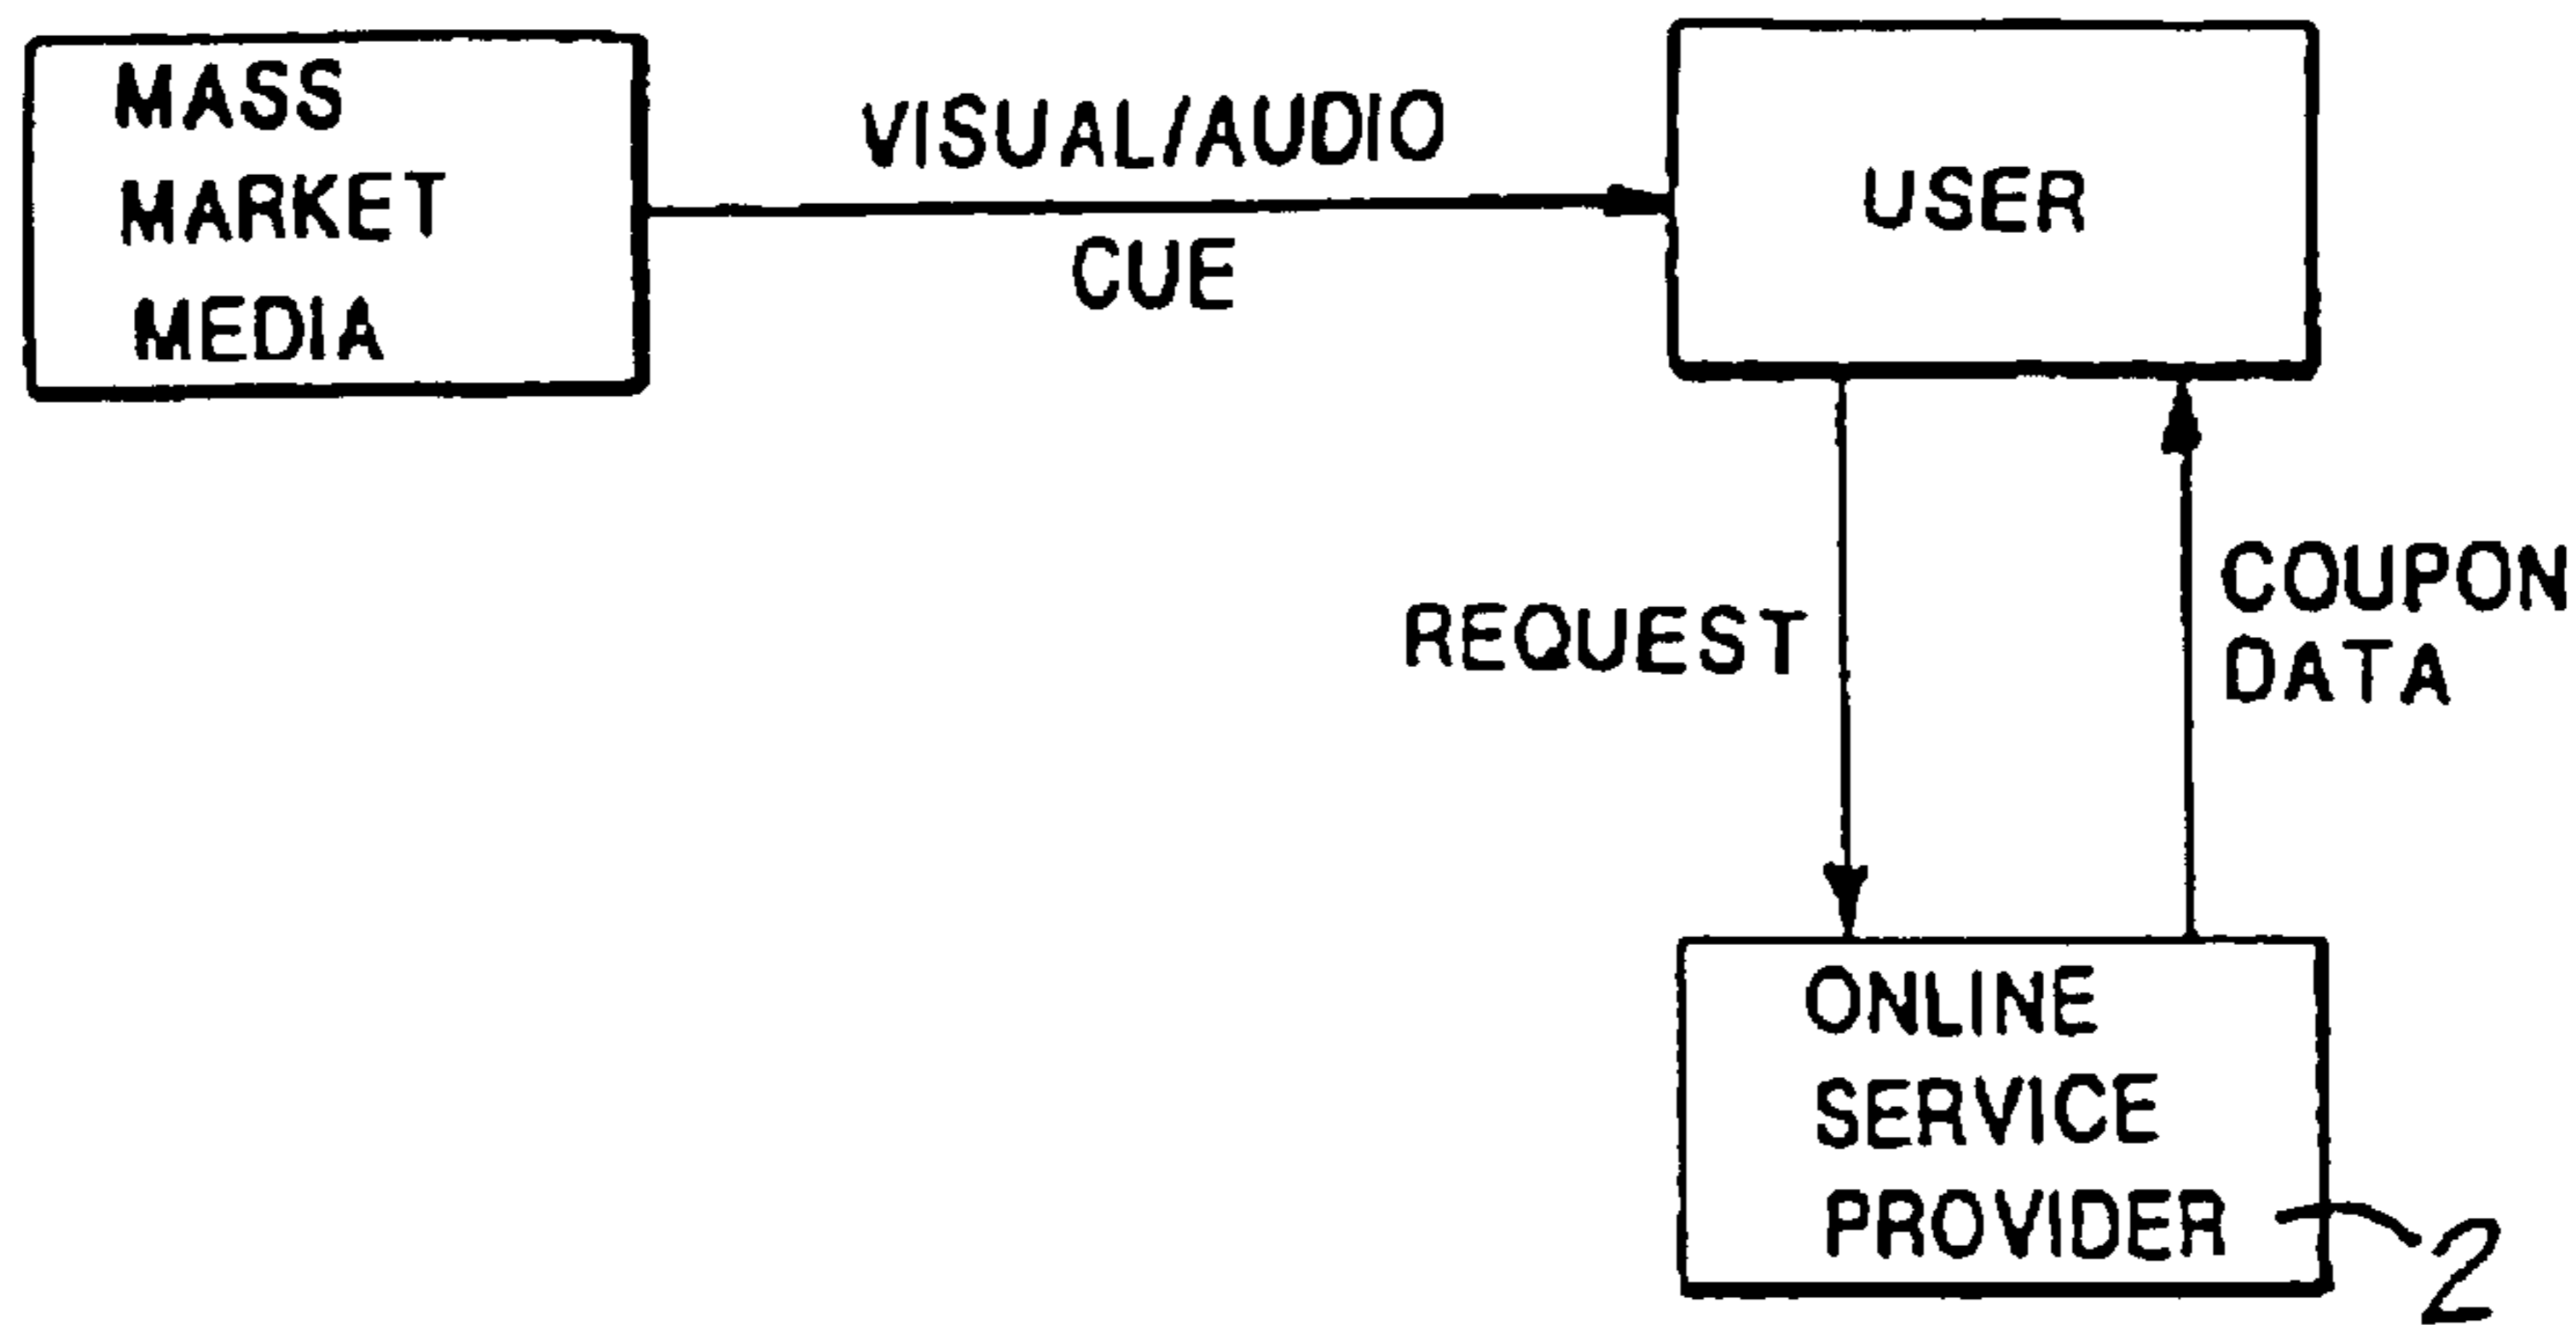 MASS
MARKET
MEDIA
VISUAL/AUDIO
CUE
USER
REQUEST
COUPON
DATA
ONLINE
SERVICE
PROVIDER
2